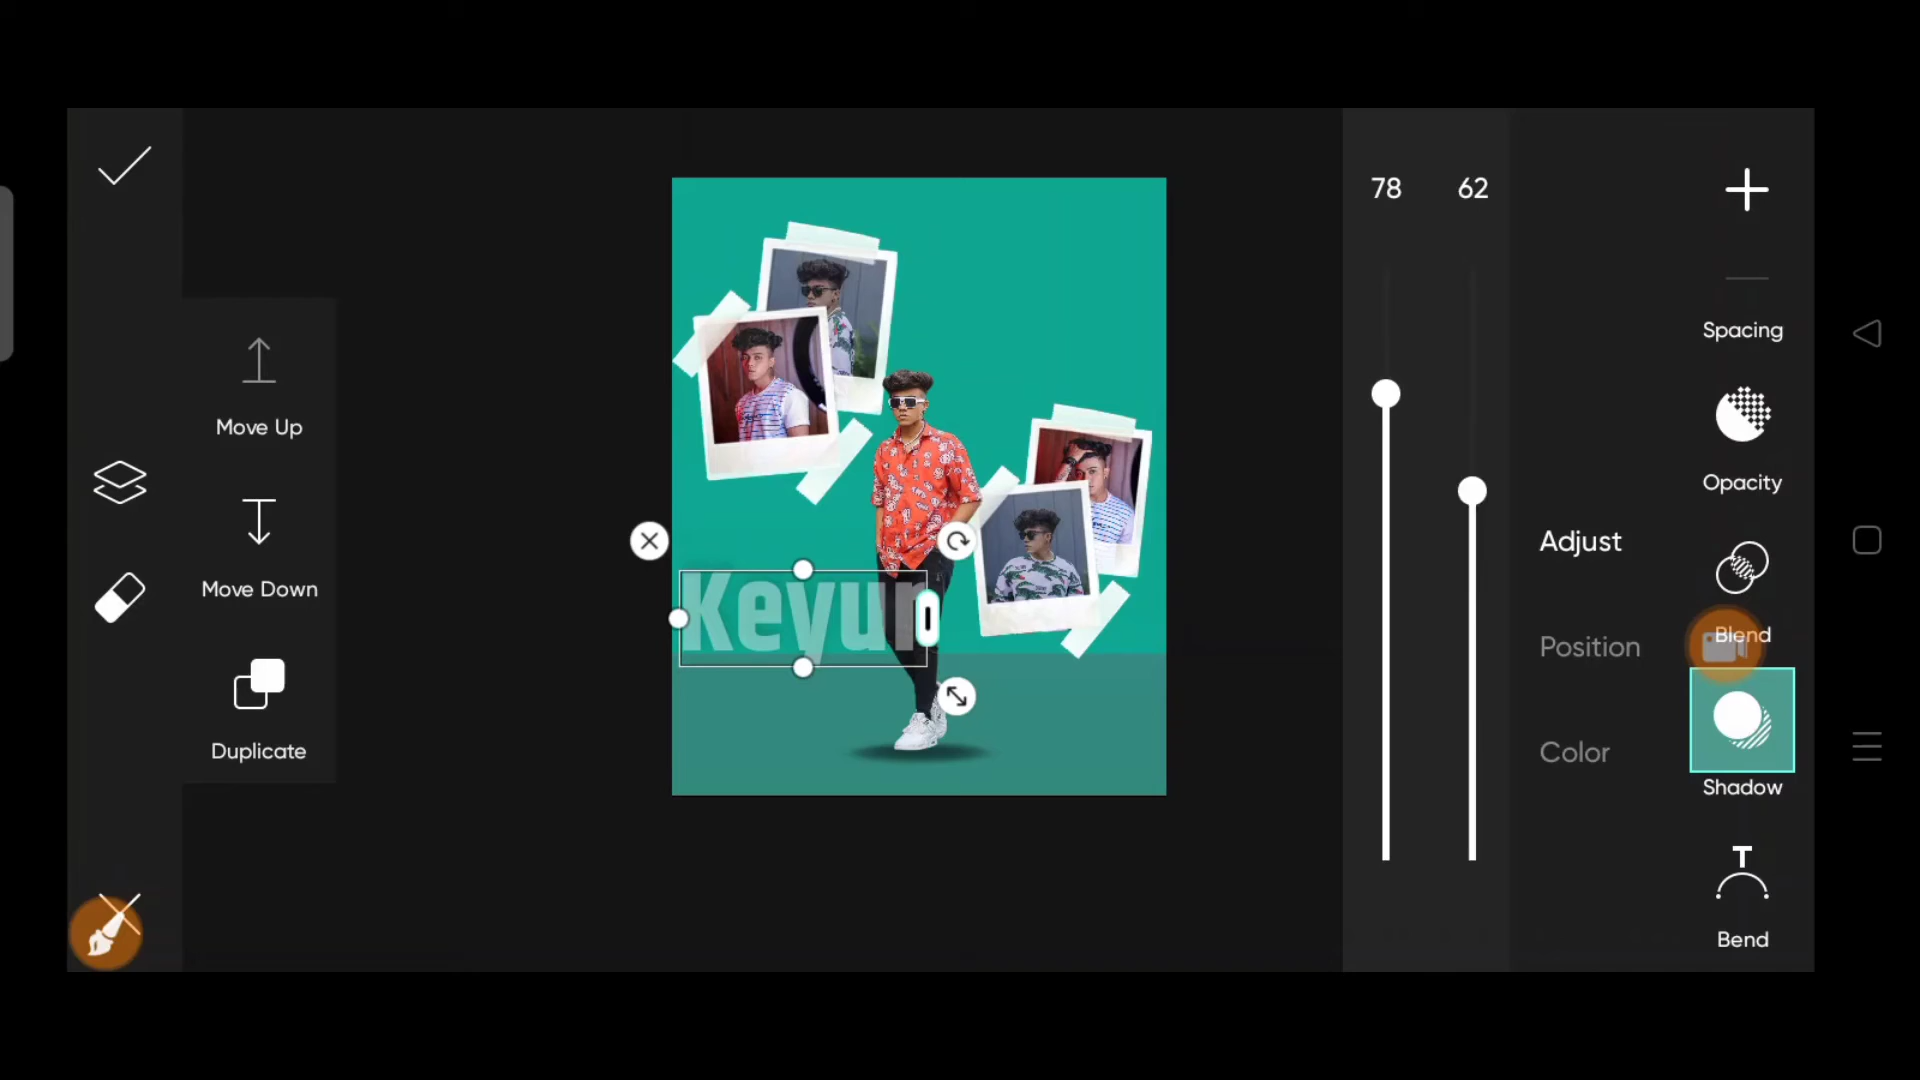 78 62
Spacing
Move Up
Opacity
Adjust
Move Down
Keyur
Blend
Position
Duplicate
Color
Shadow
T
Bend